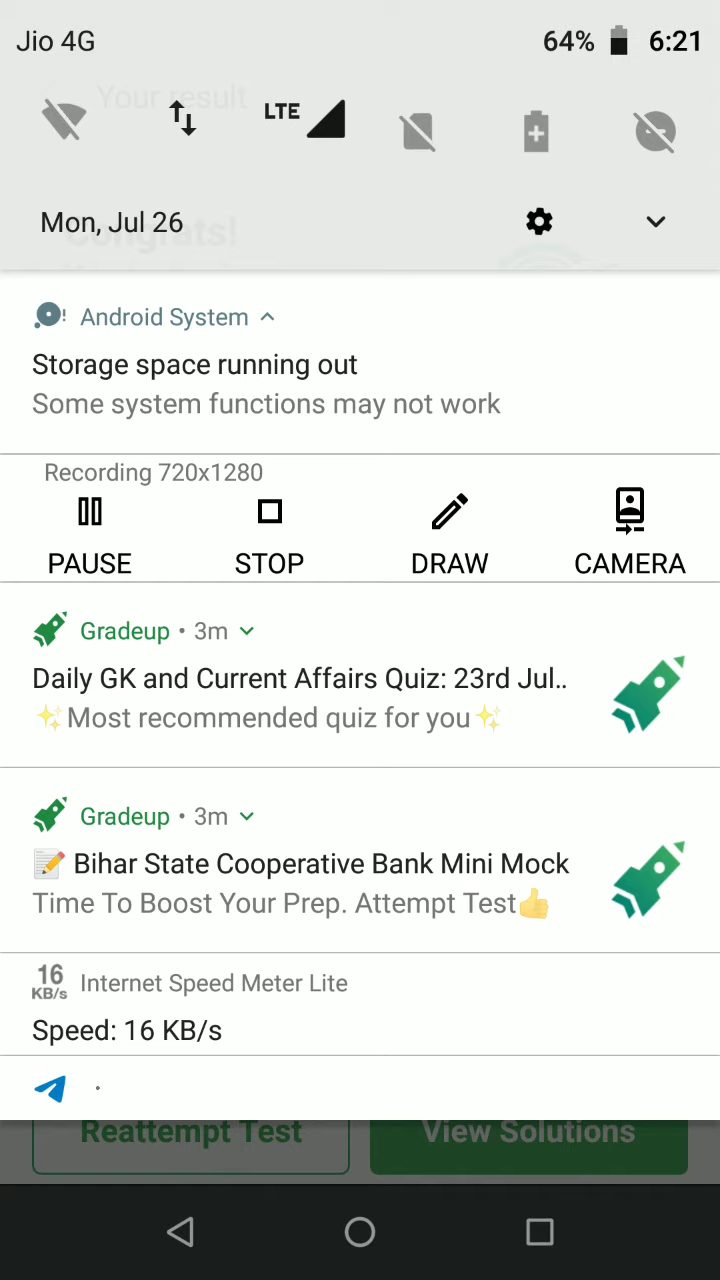 Jio 4G 64% 6:21
Your result
LTE
Mon, Jul 26
Congrats!
Android System
Storage space running out
Some system functions may not work
Recording 720x1280
PAUSE STOP DRAW CAMERA
Gradeup • 3m
Daily GK and Current Affairs Quiz: 23rd Jul..
✨Most recommended quiz for you✨
Gradeup • 3m
📝 Bihar State Cooperative Bank Mini Mock
Time To Boost Your Prep. Attempt Test👍
16 KB/s Internet Speed Meter Lite
Speed: 16 KB/s
Reattempt Test View Solutions